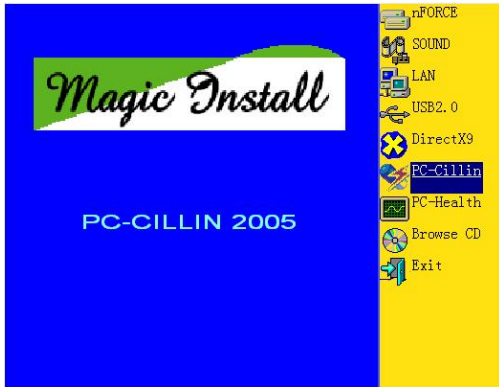 Magic Install
PC-CILLIN 2005
nFORCE
SOUND
LAN
USB2.0
DirectX9
PC-Cillin
PC-Health
Browse CD
Exit